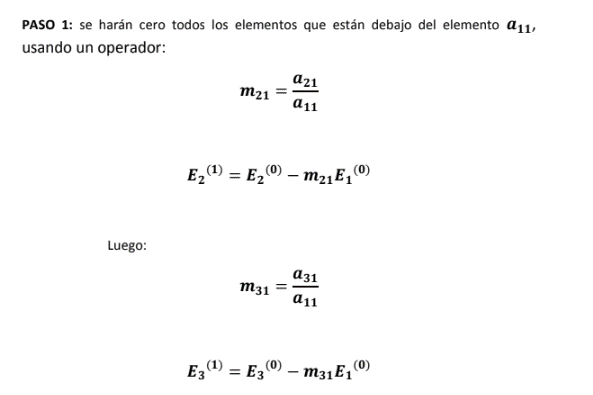 PASO 1: se harán cero todos los elementos que están debajo del elemento a₁₁,
usando un operador:
m₂₁ = a₂₁/a₁₁
E₂⁽¹⁾ = E₂⁽⁰⁾ − m₂₁E₁⁽⁰⁾
Luego:
m₃₁ = a₃₁/a₁₁
E₃⁽¹⁾ = E₃⁽⁰⁾ − m₃₁E₁⁽⁰⁾